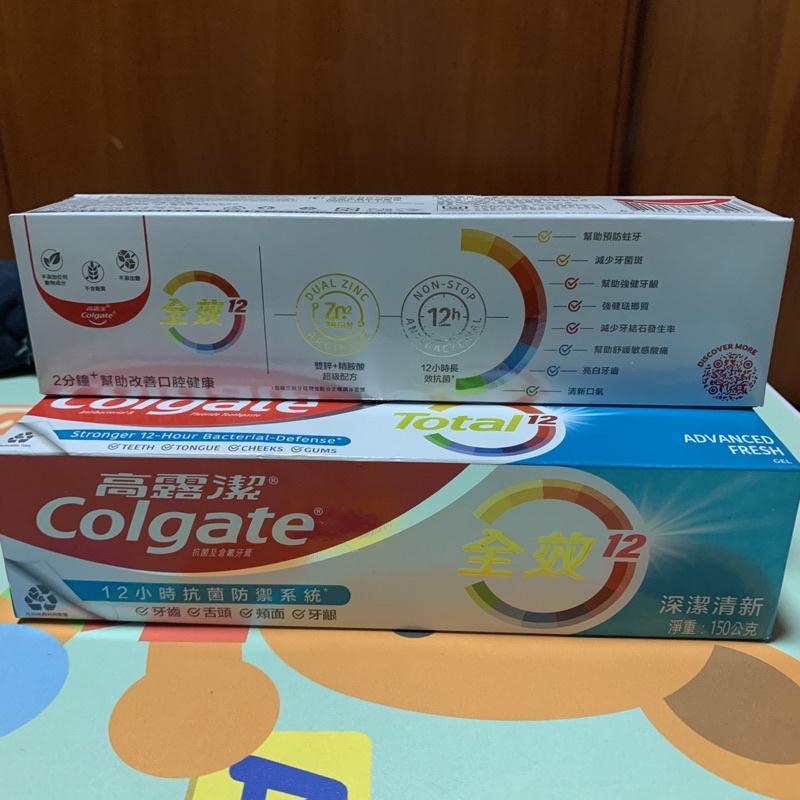 不添加任何
動物成分
不含麩質
不添加糖
高露潔®
Colgate®
全效12
2分鐘+幫助改善口腔健康
DUAL ZINC
Zn2
ARGININE
雙鋅+精胺酸
超級配方
NON-STOP
12h
ANTIBACTERIAL
12小時長
效抗菌*
幫助預防蛀牙
減少牙菌斑
幫助強健牙齦
強健琺瑯質
減少牙結石發生率
幫助舒緩敏感酸痛
亮白牙齒
清新口氣
DISCOVER MORE
Colgate
Antibacterial & Fluoride Toothpaste
Stronger 12-Hour Bacterial-Defense*
TEETH TONGUE CHEEKS GUMS
Total12
ADVANCED
FRESH
GEL
高露潔®
Colgate®
抗菌及含氟牙膏
12小時抗菌防禦系統*
牙齒 舌頭 頰面 牙齦
全效12
深潔清新
淨重：150公克